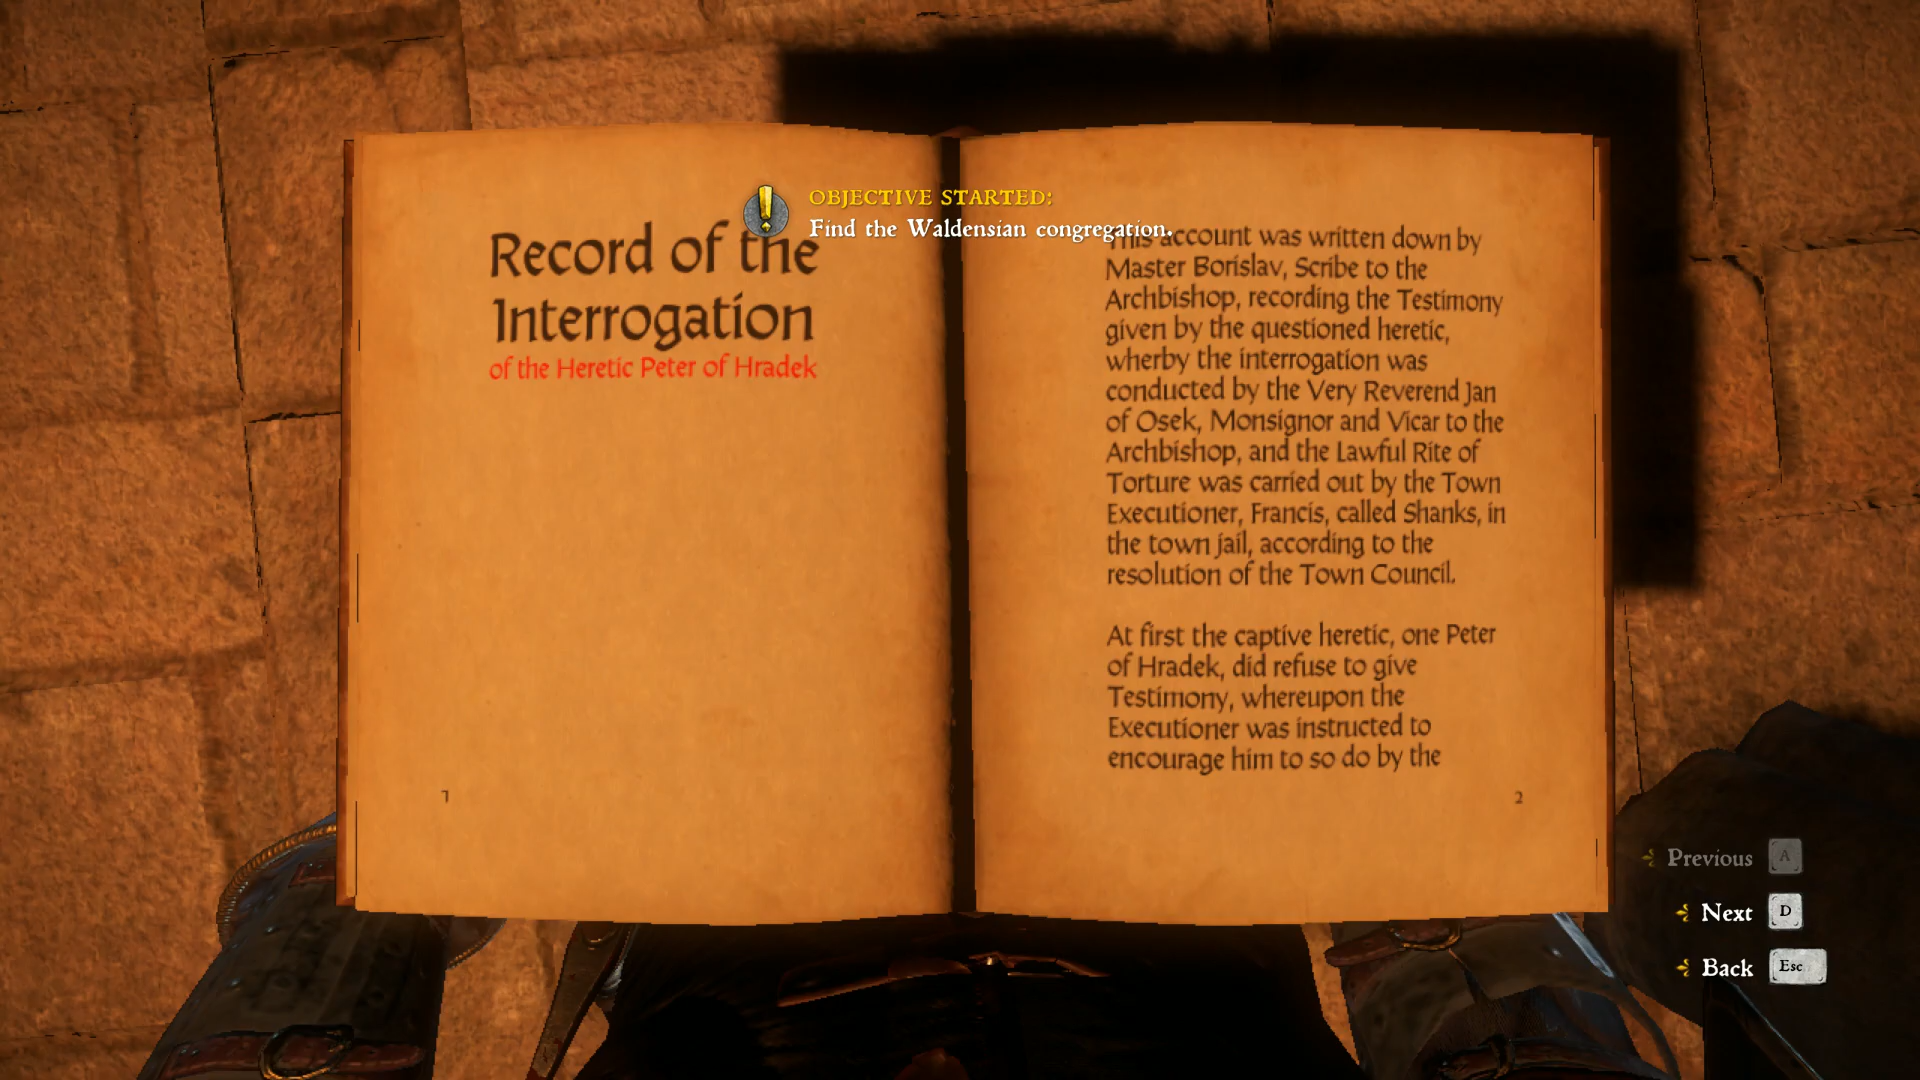 OBJECTIVE STARTED:
Find the Waldensian congregation.
Record of the
Interrogation
of the Heretic Peter of Hradek
1
This account was written down by
Master Borislav, Scribe to the
Archbishop, recording the Testimony
given by the questioned heretic,
wherby the interrogation was
conducted by the Very Reverend Jan
of Osek, Monsignor and Vicar to the
Archbishop, and the Lawful Rite of
Torture was carried out by the Town
Executioner, Francis, called Shanks, in
the town jail, according to the
resolution of the Town Council.
At first the captive heretic, one Peter
of Hradek, did refuse to give
Testimony, whereupon the
Executioner was instructed to
encourage him to so do by the
2
Previous A
Next D
Back Esc